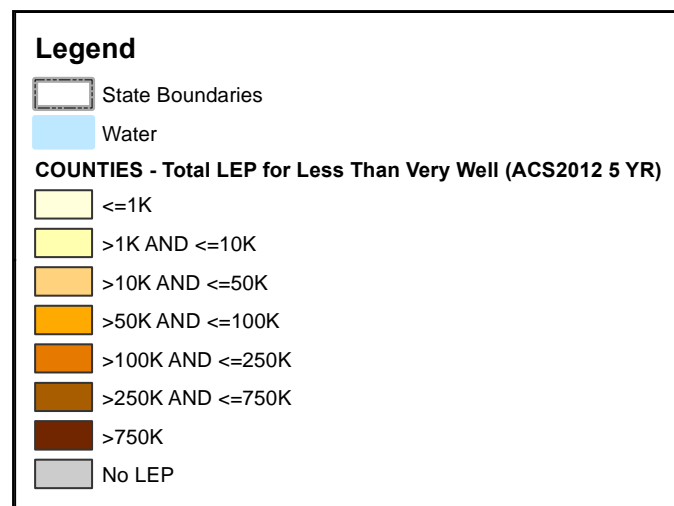 Legend
State Boundaries
Water
COUNTIES - Total LEP for Less Than Very Well (ACS2012 5 YR)
<=1K
>1K AND <=10K
>10K AND <=50K
>50K AND <=100K
>100K AND <=250K
>250K AND <=750K
>750K
No LEP